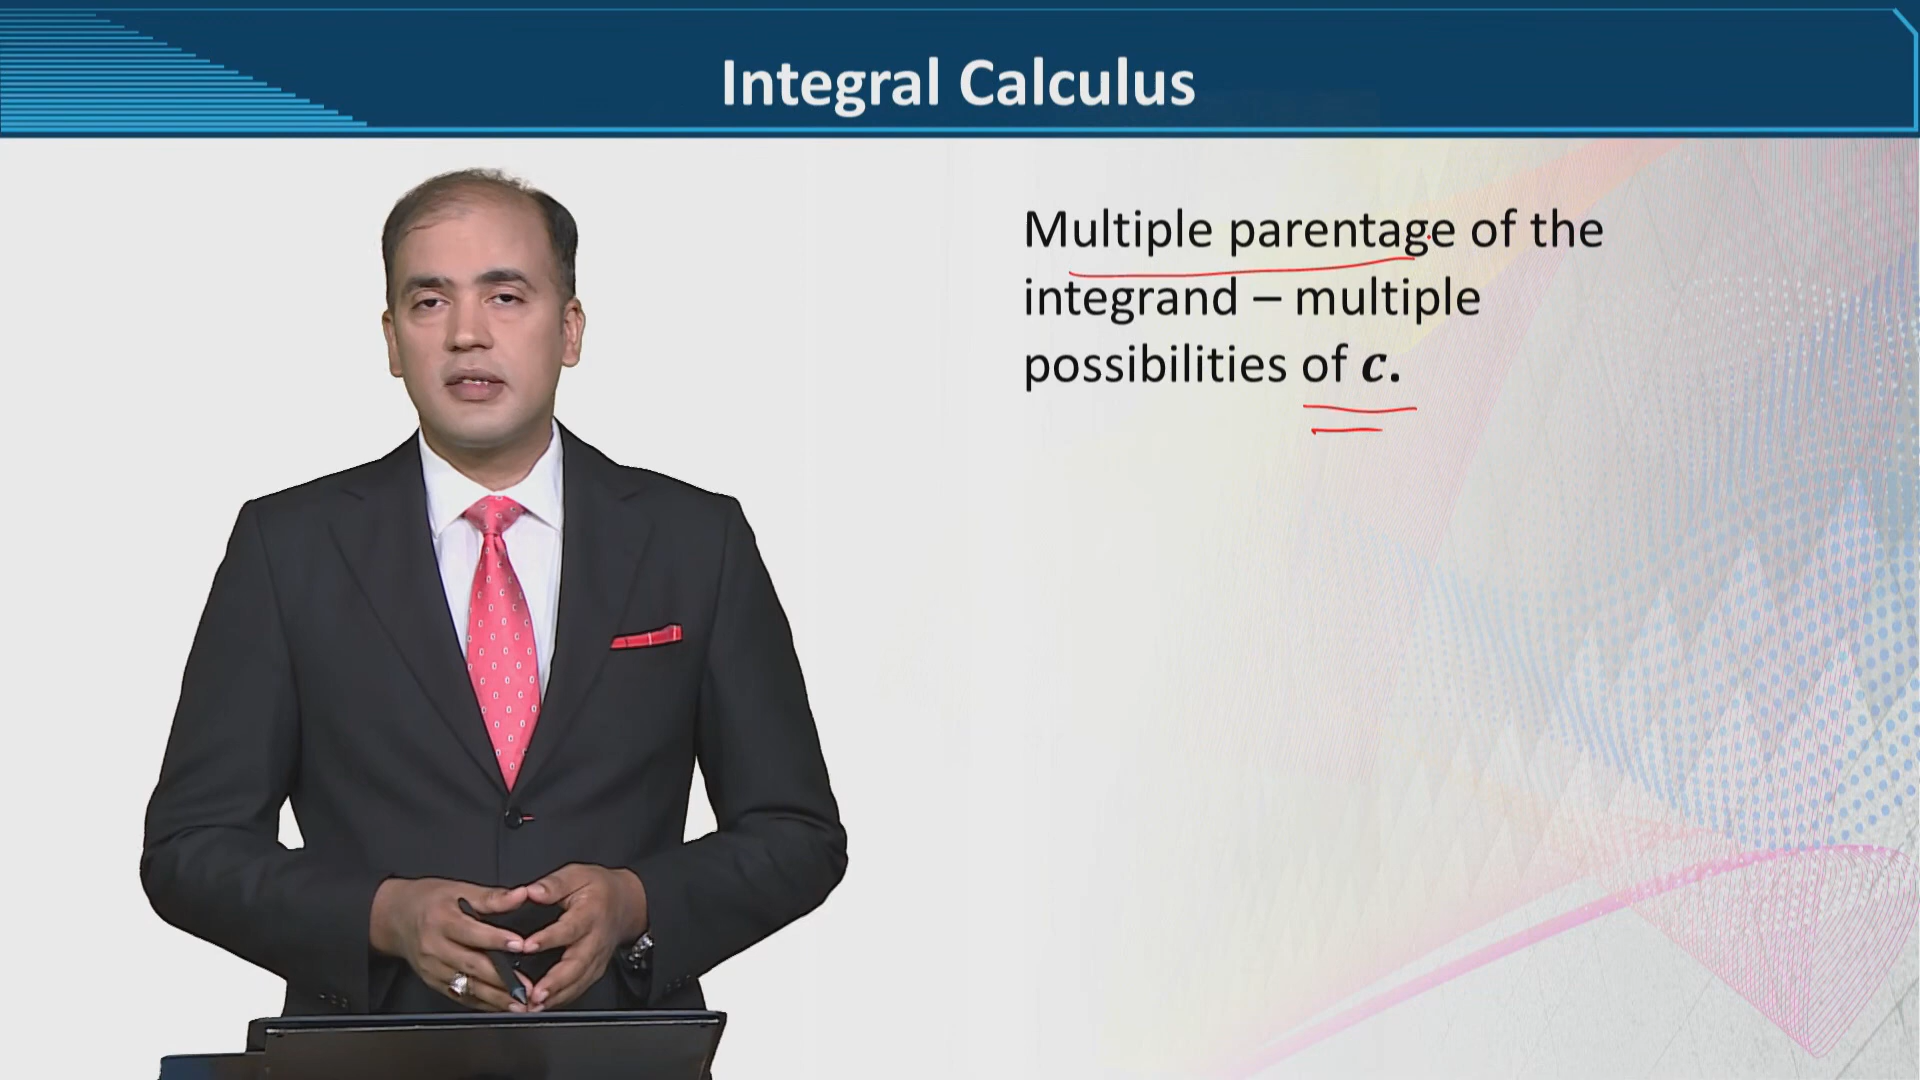 Integral Calculus
Multiple parentage of the
integrand – multiple
possibilities of c.